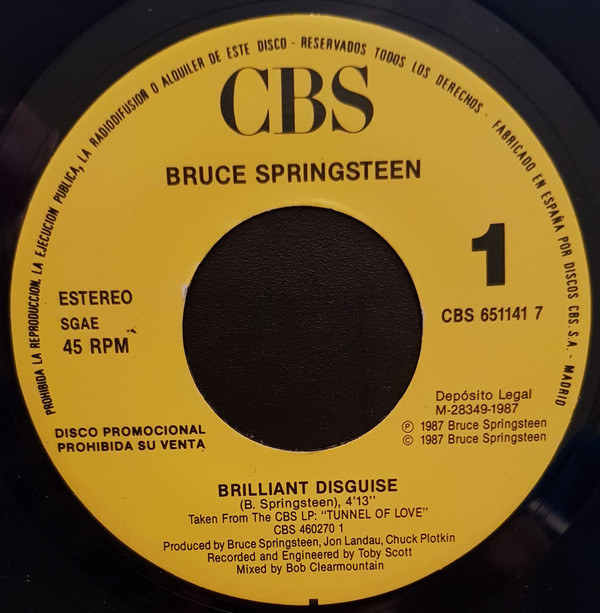 PROHIBIDA LA REPRODUCCION, LA EJECUCION PUBLICA, LA RADIODIFUSION O ALQUILER DE ESTE DISCO - RESERVADOS TODOS LOS DERECHOS - FABRICADO EN ESPAÑA POR DISCOS CBS. S.A. - MADRID
CBS
BRUCE SPRINGSTEEN
1
ESTEREO
SGAE
45 RPM
CBS 651141 7
Depósito Legal
M-28349-1987
Ⓟ 1987 Bruce Springsteen
© 1987 Bruce Springsteen
DISCO PROMOCIONAL
PROHIBIDA SU VENTA
BRILLIANT DISGUISE
(B. Springsteen), 4'13''
Taken From The CBS LP: "TUNNEL OF LOVE"
CBS 460270 1
Produced by Bruce Springsteen, Jon Landau, Chuck Plotkin
Recorded and Engineered by Toby Scott
Mixed by Bob Clearmountain